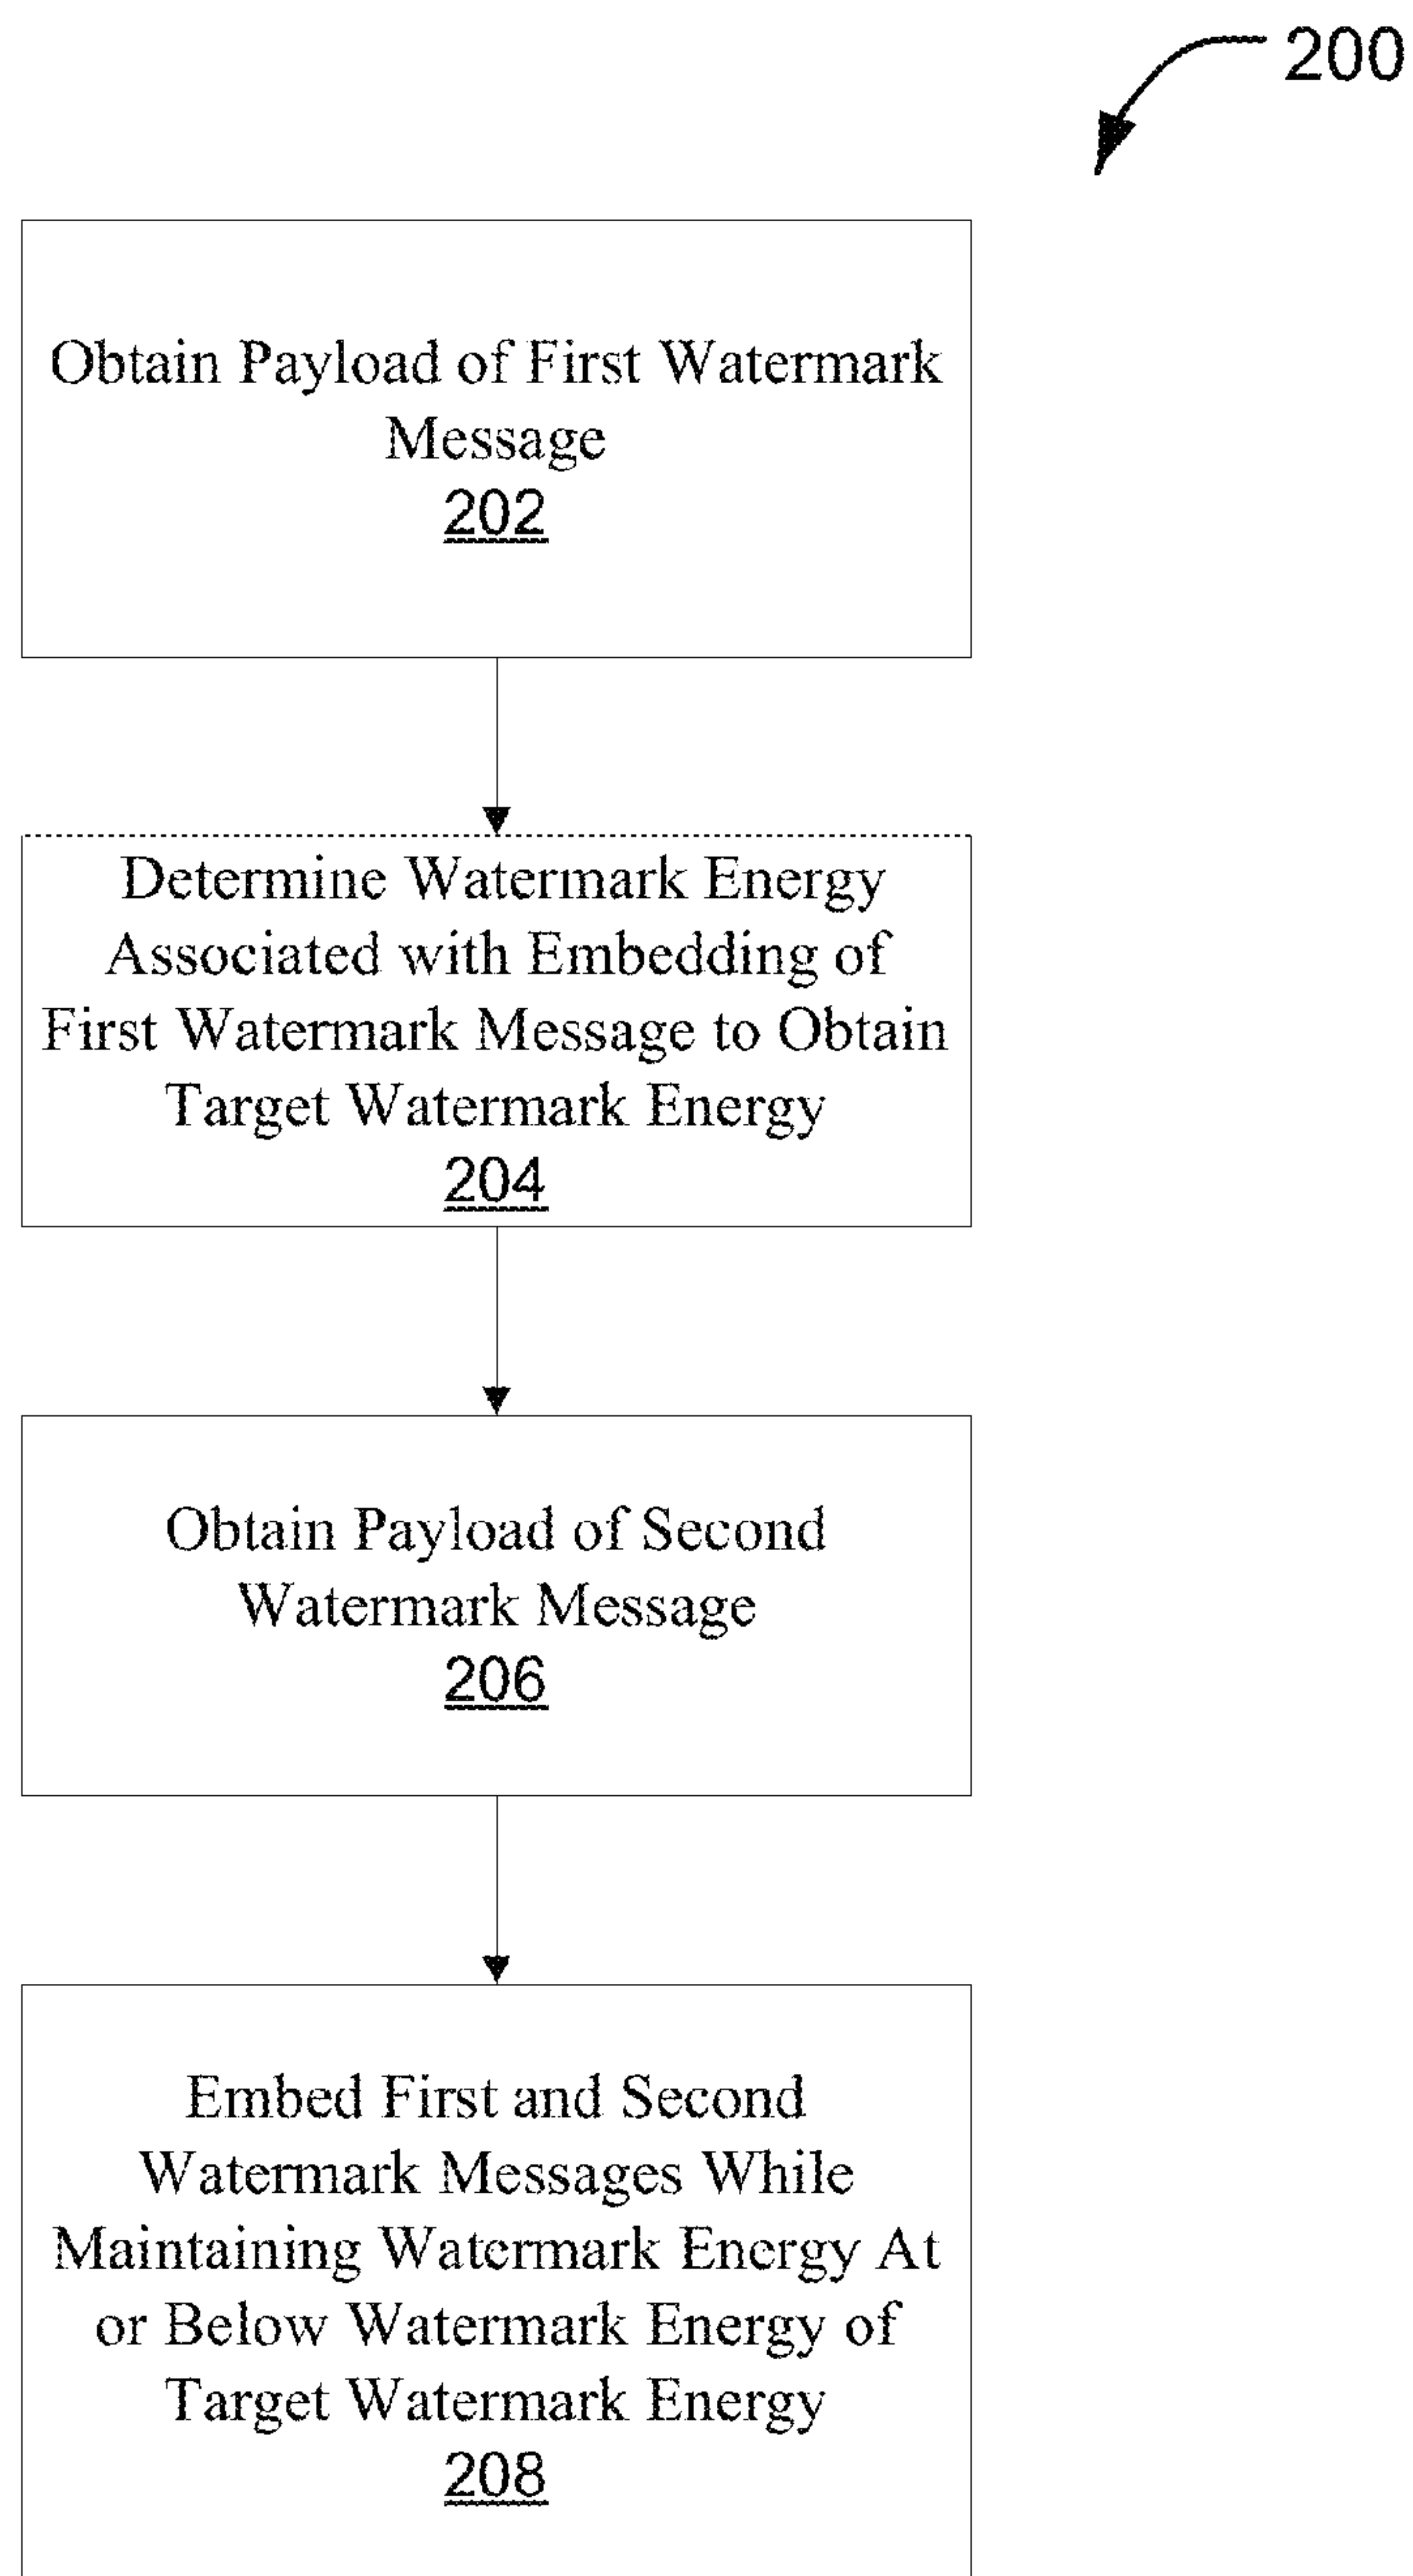 200
Obtain Payload of First Watermark
Message
202
Determine Watermark Energy
Associated with Embedding of
First Watermark Message to Obtain
Target Watermark Energy
204
Obtain Payload of Second
Watermark Message
206
Embed First and Second
Watermark Messages While
Maintaining Watermark Energy At
or Below Watermark Energy of
Target Watermark Energy
208